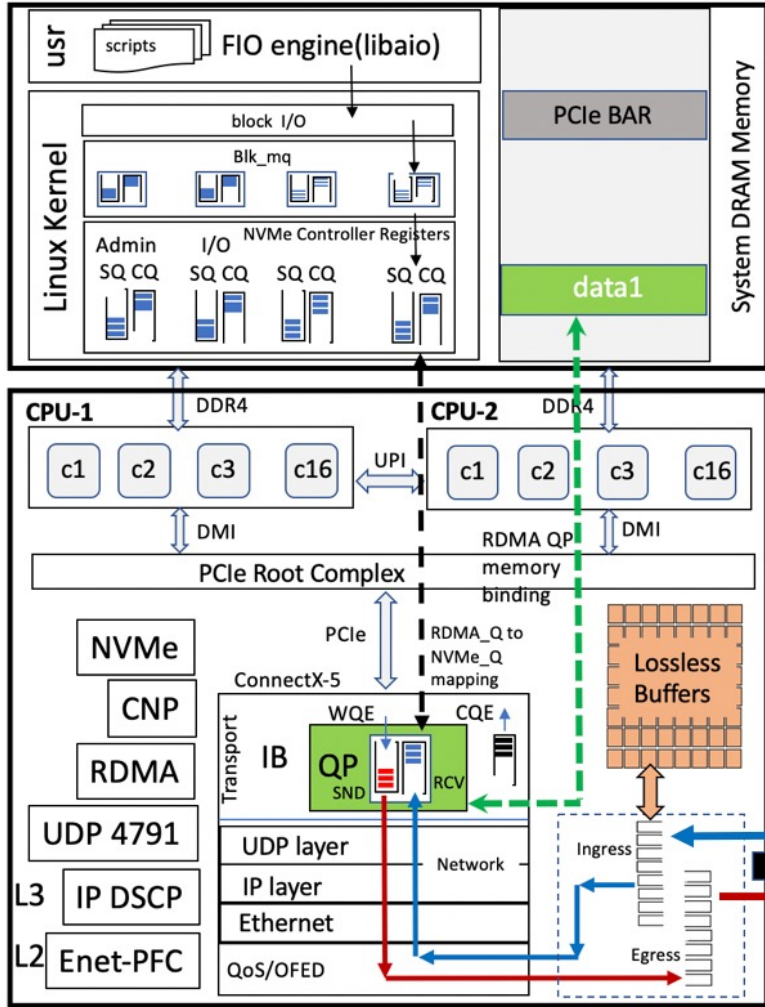 usr
scripts
FIO engine(libaio)
Linux Kernel
block I/O
Blk_mq
NVMe Controller Registers
Admin
I/O
SQ CQ
SQ CQ
SQ CQ
SQ CQ
PCIe BAR
data1
System DRAM Memory
DDR4
DDR4
CPU-1
CPU-2
c1
c2
c3
c16
UPI
c1
c2
c3
c16
DMI
DMI
RDMA QP
memory
binding
PCIe Root Complex
PCIe
RDMA_Q to
NVMe_Q
mapping
NVMe
CNP
RDMA
UDP 4791
L3
IP DSCP
L2
Enet-PFC
ConnectX-5
Transport
IB
WQE
CQE
QP
SND
RCV
UDP layer
Network
IP layer
Ethernet
QoS/OFED
Lossless
Buffers
Ingress
Egress